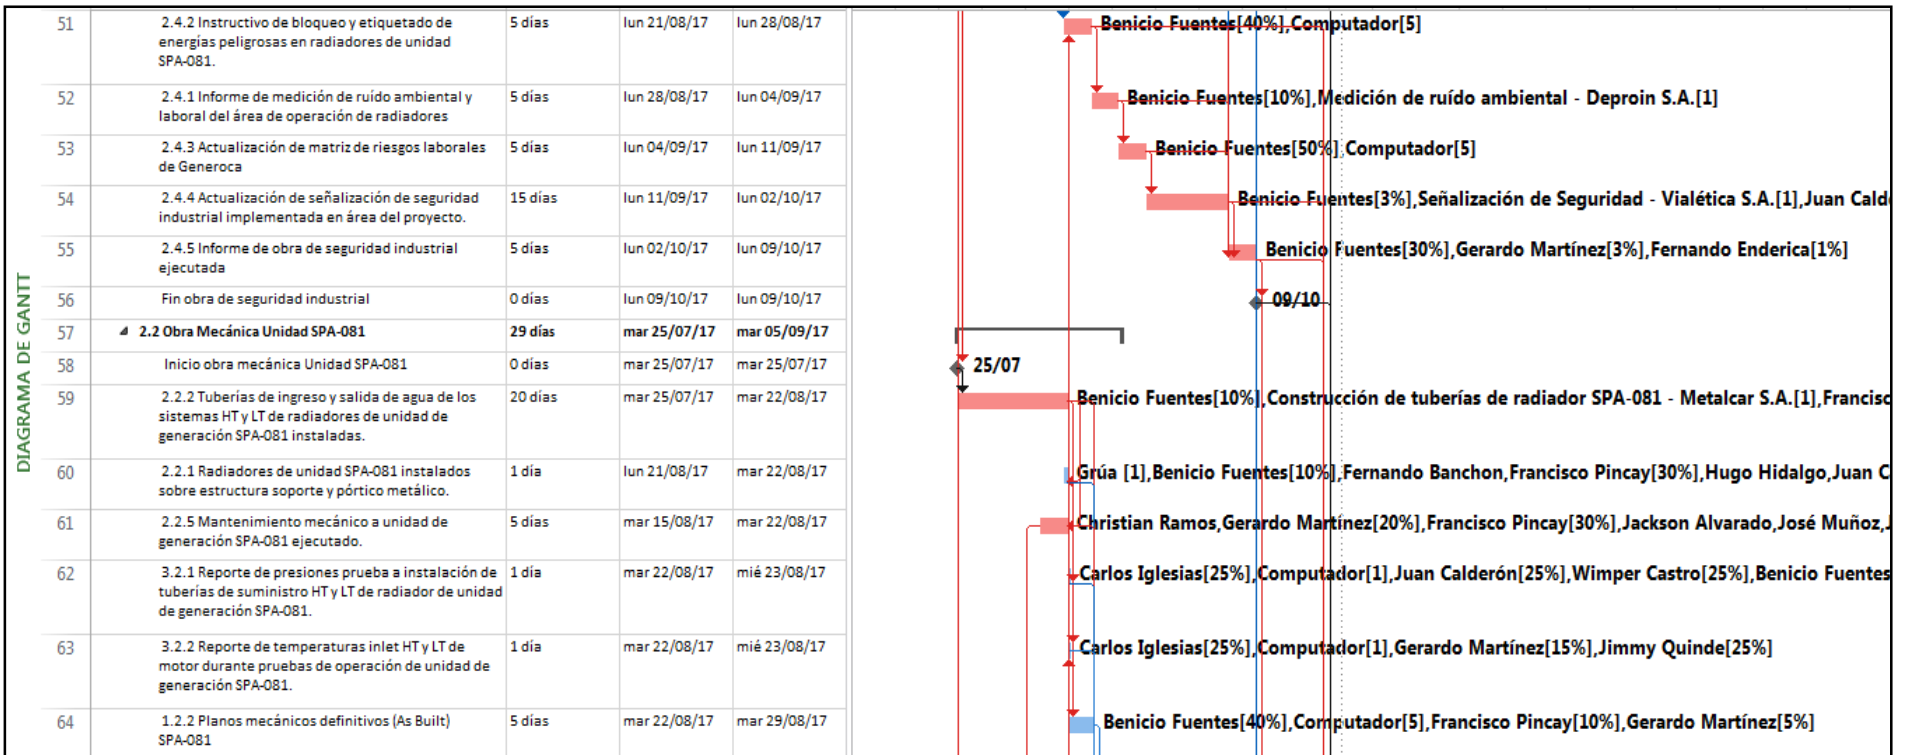 DIAGRAMA DE GANTT
51 2.4.2 Instructivo de bloqueo y etiquetado de 5 días lun 21/08/17 lun 28/08/17 Benicio Fuentes[40%],Computador[5]
energías peligrosas en radiadores de unidad
SPA-081.
52 2.4.1 Informe de medición de ruído ambiental y 5 días lun 28/08/17 lun 04/09/17 Benicio Fuentes[10%],Medición de ruído ambiental - Deproin S.A.[1]
laboral del área de operación de radiadores
53 2.4.3 Actualización de matriz de riesgos laborales 5 días lun 04/09/17 lun 11/09/17 Benicio Fuentes[50%],Computador[5]
de Generoca
54 2.4.4 Actualización de señalización de seguridad 15 días lun 11/09/17 lun 02/10/17 Benicio Fuentes[3%],Señalización de Seguridad - Vialética S.A.[1],Juan Cald
industrial implementada en área del proyecto.
55 2.4.5 Informe de obra de seguridad industrial 5 días lun 02/10/17 lun 09/10/17 Benicio Fuentes[30%],Gerardo Martínez[3%],Fernando Enderica[1%]
ejecutada
56 Fin obra de seguridad industrial 0 días lun 09/10/17 lun 09/10/17 09/10
57 2.2 Obra Mecánica Unidad SPA-081 29 días mar 25/07/17 mar 05/09/17
58 Inicio obra mecánica Unidad SPA-081 0 días mar 25/07/17 mar 25/07/17 25/07
59 2.2.2 Tuberías de ingreso y salida de agua de los 20 días mar 25/07/17 mar 22/08/17 Benicio Fuentes[10%],Construcción de tuberías de radiador SPA-081 - Metalcar S.A.[1],Francisc
sistemas HT y LT de radiadores de unidad de
generación SPA-081 instaladas.
60 2.2.1 Radiadores de unidad SPA-081 instalados 1 día lun 21/08/17 mar 22/08/17 Grúa [1],Benicio Fuentes[10%],Fernando Banchon,Francisco Pincay[30%],Hugo Hidalgo,Juan C
sobre estructura soporte y pórtico metálico.
61 2.2.5 Mantenimiento mecánico a unidad de 5 días mar 15/08/17 mar 22/08/17 Christian Ramos,Gerardo Martínez[20%],Francisco Pincay[30%],Jackson Alvarado,José Muñoz,J
generación SPA-081 ejecutado.
62 3.2.1 Reporte de presiones prueba a instalación de 1 día mar 22/08/17 mié 23/08/17 Carlos Iglesias[25%],Computador[1],Juan Calderón[25%],Wimper Castro[25%],Benicio Fuentes
tuberías de suministro HT y LT de radiador de unidad
de generación SPA-081.
63 3.2.2 Reporte de temperaturas inlet HT y LT de 1 día mar 22/08/17 mié 23/08/17 Carlos Iglesias[25%],Computador[1],Gerardo Martínez[15%],Jimmy Quinde[25%]
motor durante pruebas de operación de unidad de
generación SPA-081.
64 1.2.2 Planos mecánicos definitivos (As Built) 5 días mar 22/08/17 mar 29/08/17 Benicio Fuentes[40%],Computador[5],Francisco Pincay[10%],Gerardo Martínez[5%]
SPA-081